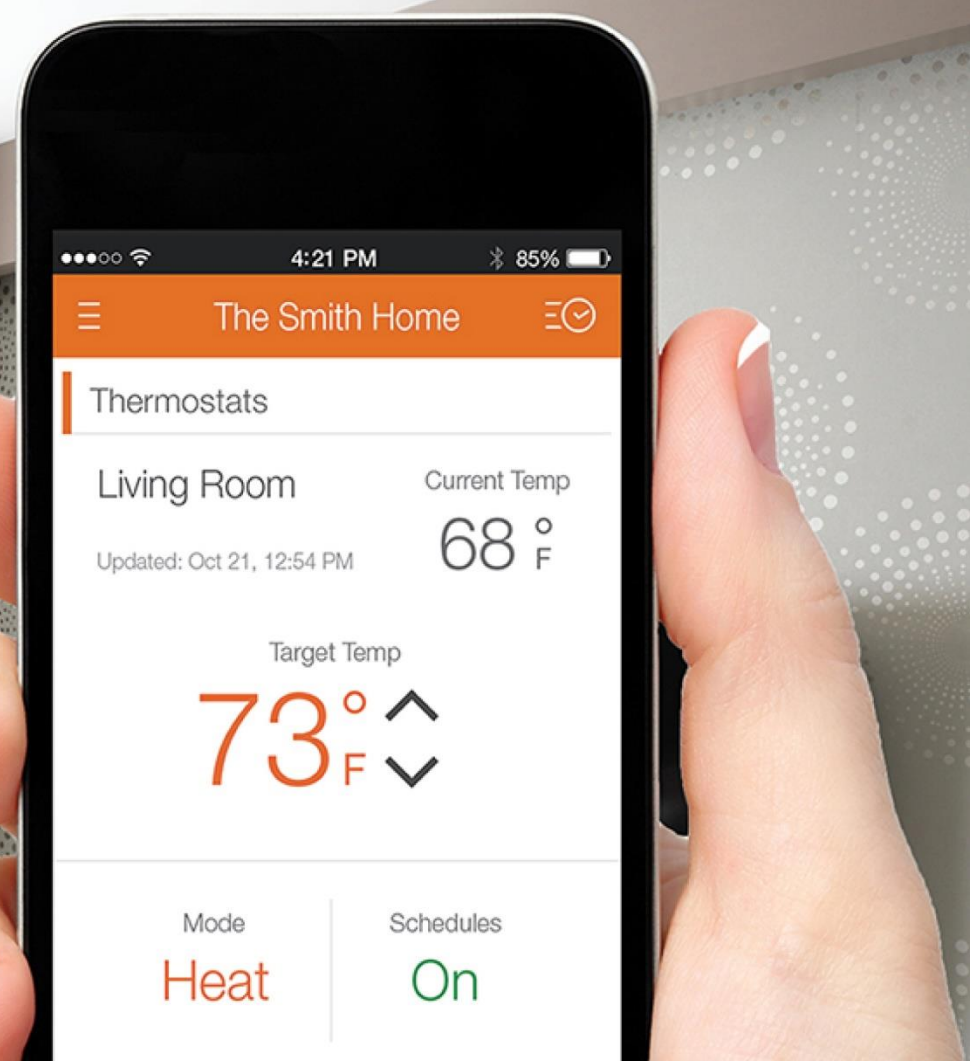 4:21 PM
85%
The Smith Home
Thermostats
Living Room
Current Temp
68 °F
Updated: Oct 21, 12:54 PM
Target Temp
73°F
Mode
Schedules
Heat
On